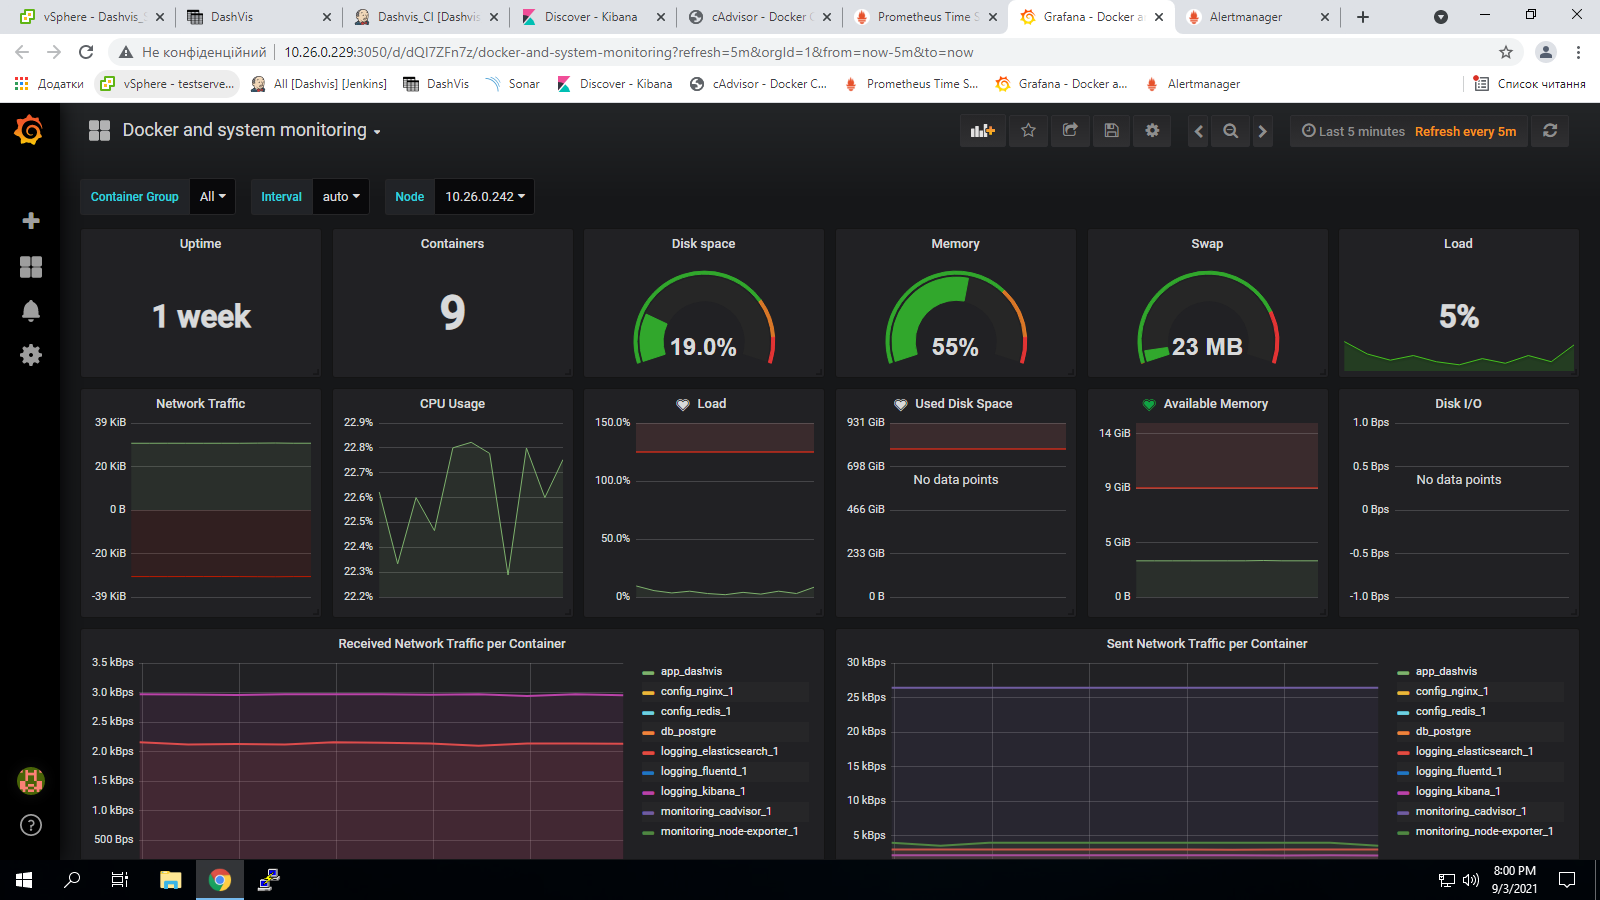 vSphere - Dashvis_S
DashVis
Dashvis_CI [Dashvis
Discover - Kibana
cAdvisor - Docker C
Prometheus Time S
Grafana - Docker a
Alertmanager
Не конфіденційний
10.26.0.229:3050/d/dQI7ZFn7z/docker-and-system-monitoring?refresh=5m&orgId=1&from=now-5m&to=now
Додатки
vSphere - testserve...
All [Dashvis] [Jenkins]
DashVis
Sonar
Discover - Kibana
cAdvisor - Docker C...
Prometheus Time S...
Grafana - Docker a...
Alertmanager
Список читання
Docker and system monitoring
Last 5 minutes Refresh every 5m
Container Group All
Interval auto
Node 10.26.0.242
Uptime
1 week
Containers
9
Disk space
19.0%
Memory
55%
Swap
23 MB
Load
5%
Network Traffic
39 KiB
20 KiB
0 B
-20 KiB
-39 KiB
CPU Usage
22.9%
22.8%
22.7%
22.6%
22.5%
22.4%
22.3%
22.2%
Load
150.0%
100.0%
50.0%
0%
Used Disk Space
931 GiB
698 GiB
No data points
466 GiB
233 GiB
0 B
Available Memory
14 GiB
9 GiB
5 GiB
0 B
Disk I/O
1.0 Bps
0.5 Bps
No data points
0 Bps
-0.5 Bps
-1.0 Bps
Received Network Traffic per Container
3.5 kBps
3.0 kBps
2.5 kBps
2.0 kBps
1.5 kBps
1.0 kBps
500 Bps
app_dashvis
config_nginx_1
config_redis_1
db_postgre
logging_elasticsearch_1
logging_fluentd_1
logging_kibana_1
monitoring_cadvisor_1
monitoring_node-exporter_1
Sent Network Traffic per Container
30 kBps
25 kBps
20 kBps
15 kBps
10 kBps
5 kBps
app_dashvis
config_nginx_1
config_redis_1
db_postgre
logging_elasticsearch_1
logging_fluentd_1
logging_kibana_1
monitoring_cadvisor_1
monitoring_node-exporter_1
8:00 PM
9/3/2021